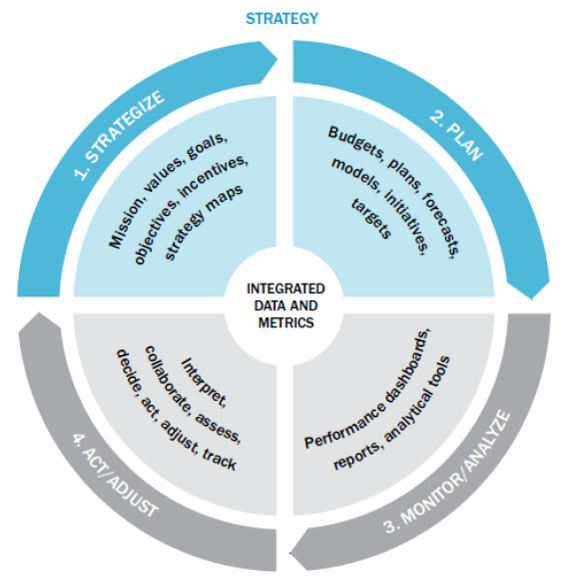 STRATEGY
1. STRATEGIZE
Mission, values, goals,
objectives, incentives,
strategy maps
2. PLAN
Budgets, plans, forecasts,
models, initiatives,
targets
INTEGRATED
DATA AND
METRICS
3. MONITOR/ANALYZE
Performance dashboards,
reports, analytical tools
4. ACT/ADJUST
Interpret,
collaborate, assess,
decide, act, adjust, track